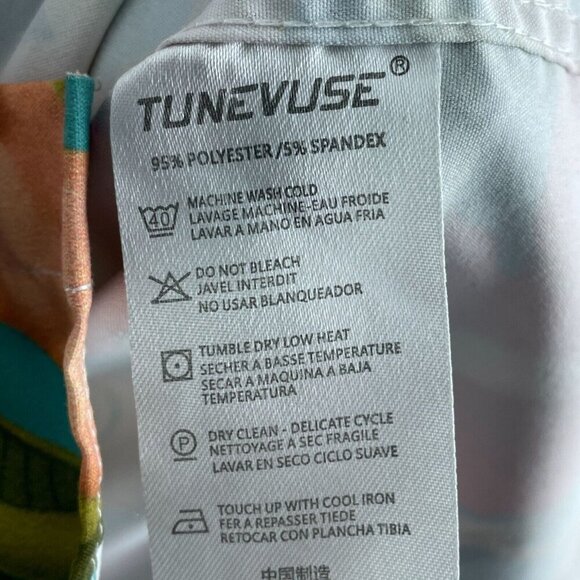 TUNEVUSE®
95% POLYESTER /5% SPANDEX
40
MACHINE WASH COLD
LAVAGE MACHINE-EAU FROIDE
LAVAR A MANO EN AGUA FRIA
DO NOT BLEACH
JAVEL INTERDIT
NO USAR BLANQUEADOR
TUMBLE DRY LOW HEAT
SECHER A BASSE TEMPERATURE
SECAR A MAQUINA A BAJA
TEMPERATURA
P
DRY CLEAN - DELICATE CYCLE
NETTOYAGE A SEC FRAGILE
LAVAR EN SECO CICLO SUAVE
TOUCH UP WITH COOL IRON
FER A REPASSER TIEDE
RETOCAR CON PLANCHA TIBIA
中国制造